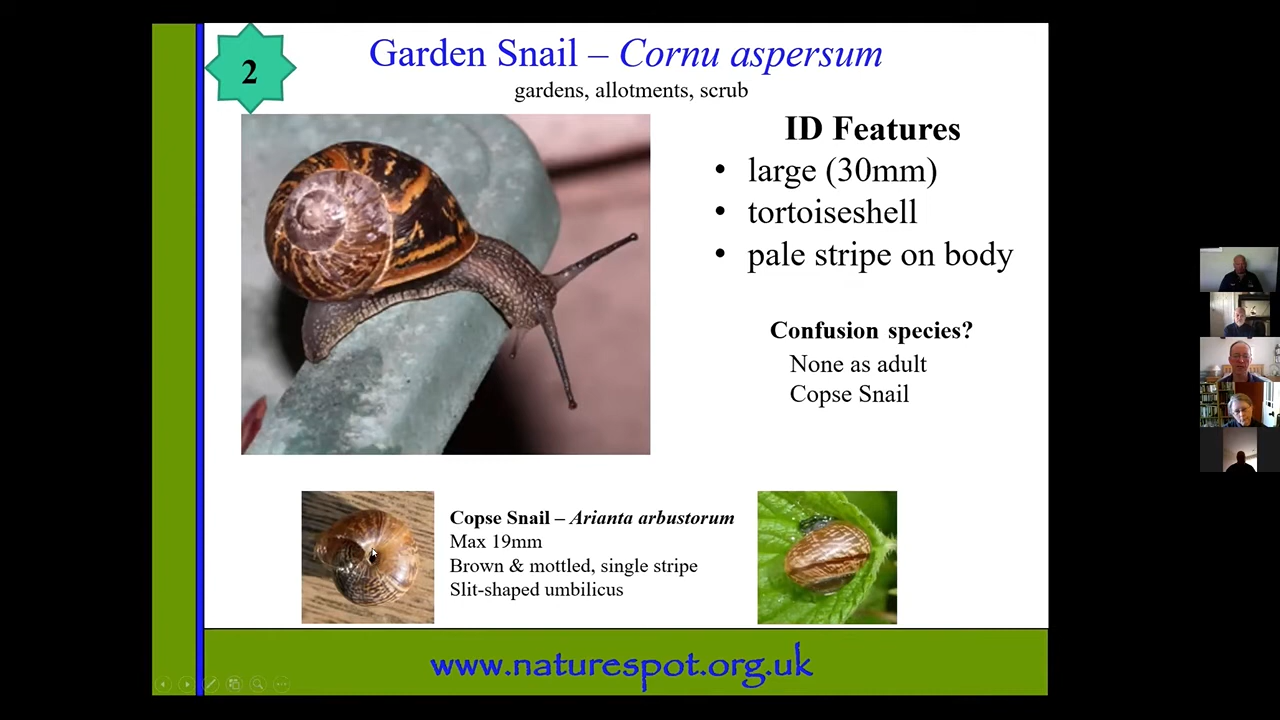 2
Garden Snail – Cornu aspersum
gardens, allotments, scrub
ID Features
• large (30mm)
• tortoiseshell
• pale stripe on body
Confusion species?
None as adult
Copse Snail
Copse Snail – Arianta arbustorum
Max 19mm
Brown & mottled, single stripe
Slit-shaped umbilicus
www.naturespot.org.uk